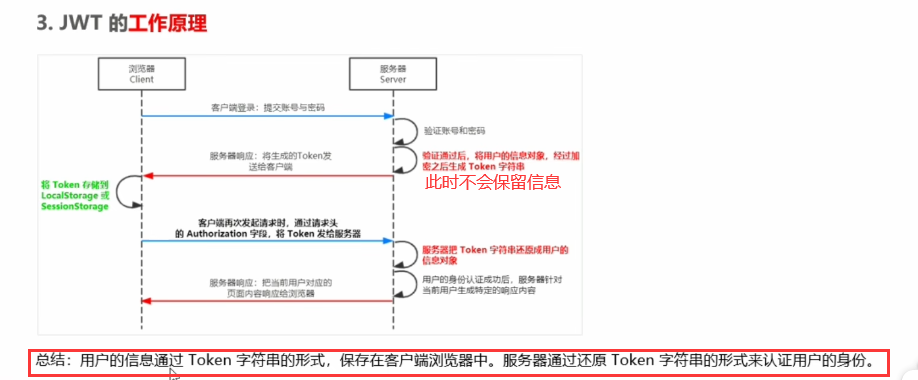 3. JWT 的工作原理
浏览器
Client
服务器
Server
客户端登录：提交账号与密码
验证账号和密码
服务器响应：将生成的Token发
送给客户端
验证通过后，将用户的信息对象，经过加
密之后生成 Token 字符串
此时不会保留信息
将 Token 存储到
LocalStorage 或
SessionStorage
客户端再次发起请求时，通过请求头
的 Authorization 字段，将 Token 发给服务器
服务器把 Token 字符串还原成用户的
信息对象
用户的身份认证成功后，服务器针对
当前用户生成特定的响应内容
服务器响应：把当前用户对应的
页面内容响应给浏览器
总结：用户的信息通过 Token 字符串的形式，保存在客户端浏览器中。服务器通过还原 Token 字符串的形式来认证用户的身份。